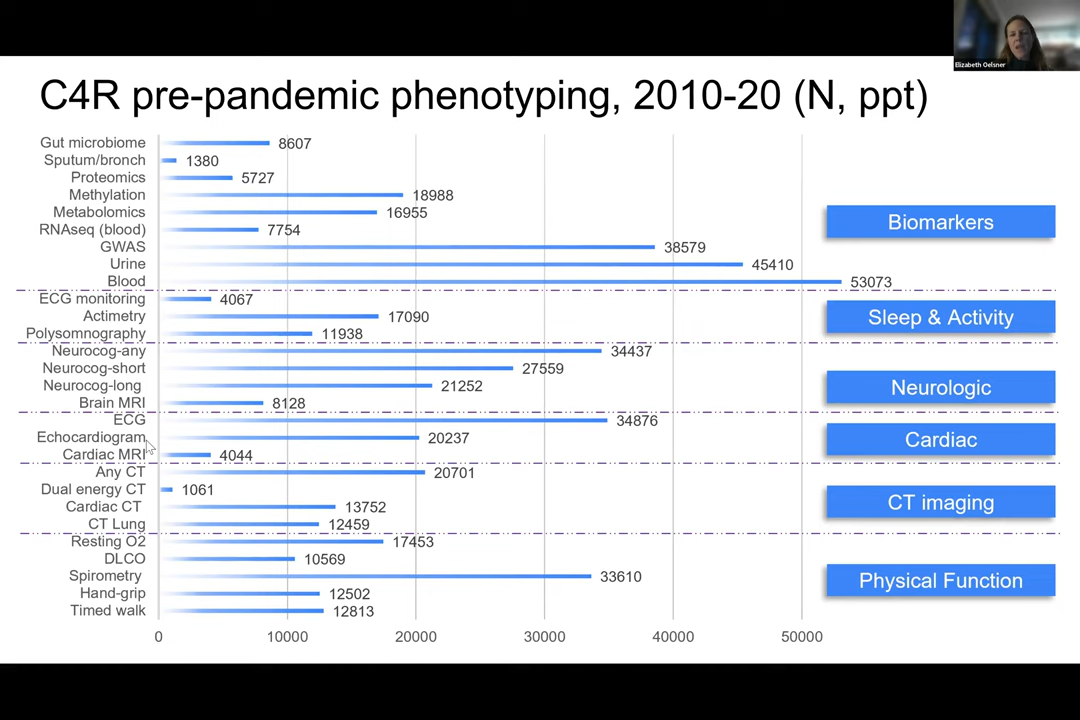 Elizabeth Oelsner
C4R pre-pandemic phenotyping, 2010-20 (N, ppt)
Gut microbiome 8607
Sputum/bronch 1380
Proteomics 5727
Methylation 18988
Metabolomics 16955
RNAseq (blood) 7754
GWAS 38579
Urine 45410
Blood 53073
Biomarkers
ECG monitoring 4067
Actimetry 17090
Polysomnography 11938
Sleep & Activity
Neurocog-any 34437
Neurocog-short 27559
Neurocog-long 21252
Brain MRI 8128
Neurologic
ECG 34876
Echocardiogram 20237
Cardiac MRI 4044
Cardiac
Any CT 20701
Dual energy CT 1061
Cardiac CT 13752
CT Lung 12459
CT imaging
Resting O2 17453
DLCO 10569
Spirometry 33610
Hand-grip 12502
Timed walk 12813
Physical Function
0 10000 20000 30000 40000 50000